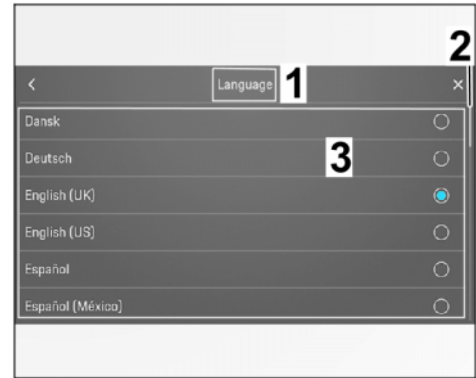 2
< Language 1 ×
Dansk
Deutsch 3
English (UK)
English (US)
Español
Español (México)